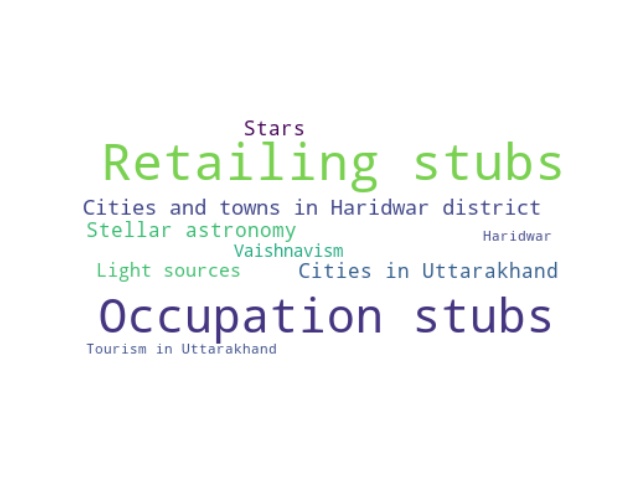 Stars
Retailing stubs
Cities and towns in Haridwar district
Stellar astronomy
Haridwar
Vaishnavism
Light sources
Cities in Uttarakhand
Occupation stubs
Tourism in Uttarakhand